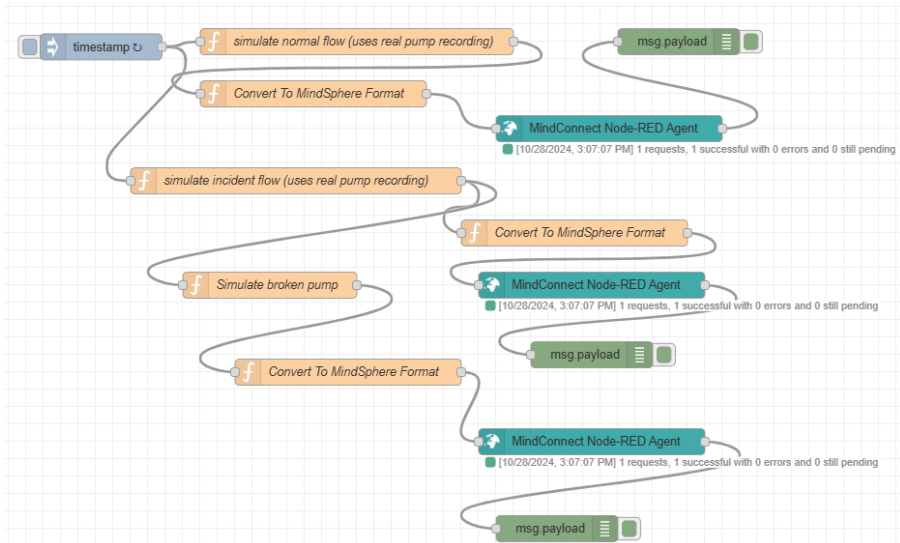 timestamp ↻
simulate normal flow (uses real pump recording)
msg.payload
Convert To MindSphere Format
MindConnect Node-RED Agent
[10/28/2024, 3:07:07 PM] 1 requests, 1 successful with 0 errors and 0 still pending
simulate incident flow (uses real pump recording)
Convert To MindSphere Format
Simulate broken pump
MindConnect Node-RED Agent
[10/28/2024, 3:07:07 PM] 1 requests, 1 successful with 0 errors and 0 still pending
msg.payload
Convert To MindSphere Format
MindConnect Node-RED Agent
[10/28/2024, 3:07:07 PM] 1 requests, 1 successful with 0 errors and 0 still pending
msg.payload